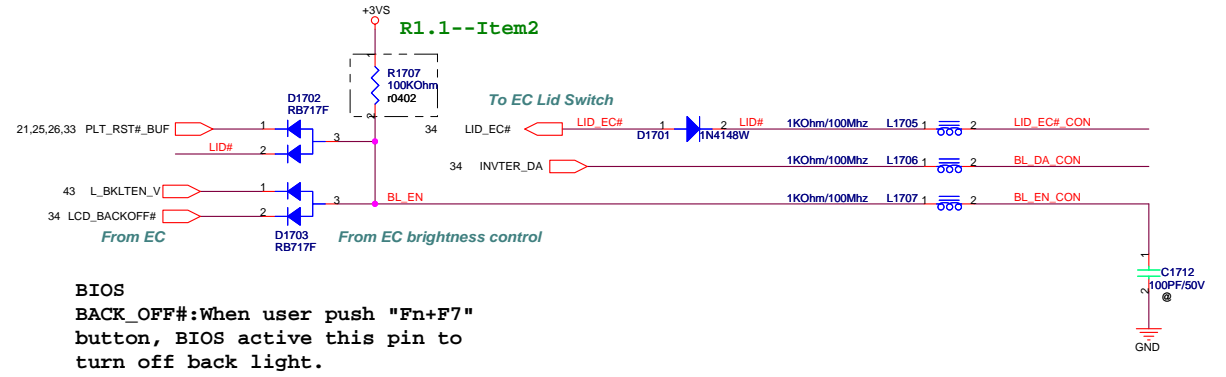 +3VS
R1.1--Item2
1
R1707
100KOhm
r0402
2
D1702
RB717F
To EC Lid Switch
21,25,26,33 PLT_RST#_BUF 1
3
LID# 2
34 LID_EC# LID_EC# 1 2 LID# 1KOhm/100Mhz L1705 1 2 LID_EC#_CON
D1701 1N4148W
34 INVTER_DA 1KOhm/100Mhz L1706 1 2 BL_DA_CON
43 L_BKLTEN_V 1
3 BL_EN 1KOhm/100Mhz L1707 1 2 BL_EN_CON
34 LCD_BACKOFF# 2
From EC
D1703
RB717F
From EC brightness control
1
C1712
100PF/50V
2
@
GND
BIOS
BACK_OFF#:When user push "Fn+F7"
button, BIOS active this pin to
turn off back light.